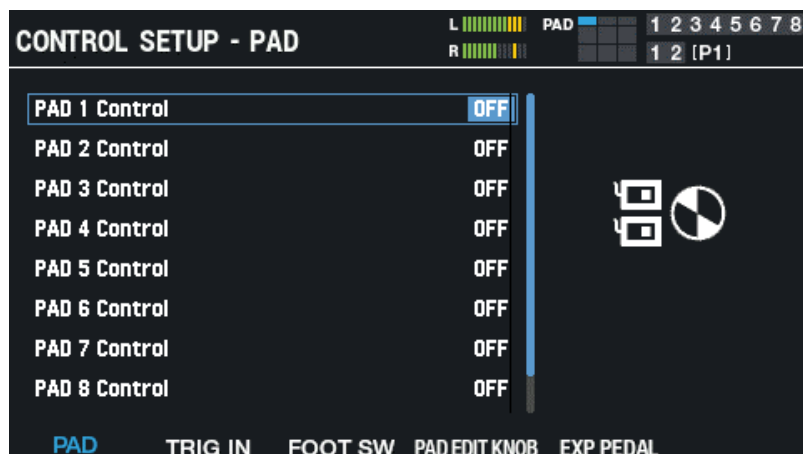 CONTROL SETUP - PAD
L PAD 1 2 3 4 5 6 7 8
R 1 2 [P1]
PAD 1 Control OFF
PAD 2 Control OFF
PAD 3 Control OFF
PAD 4 Control OFF
PAD 5 Control OFF
PAD 6 Control OFF
PAD 7 Control OFF
PAD 8 Control OFF
PAD TRIG IN FOOT SW PAD EDIT KNOB EXP PEDAL